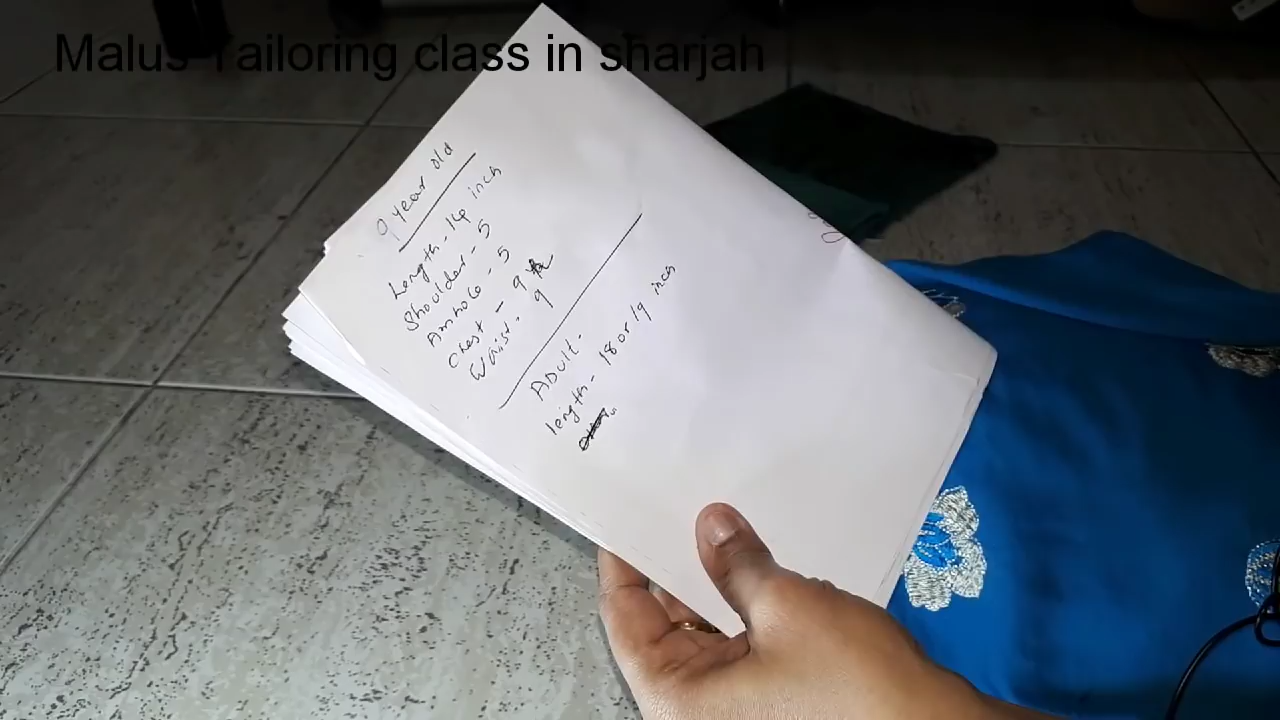 Malus Tailoring class in sharjah
9 year old
Length - 14 inch
Shoulder - 5
Amhole - 5
Chest - 9
Waist - 9
ADult -
length - 18 or 19 inch